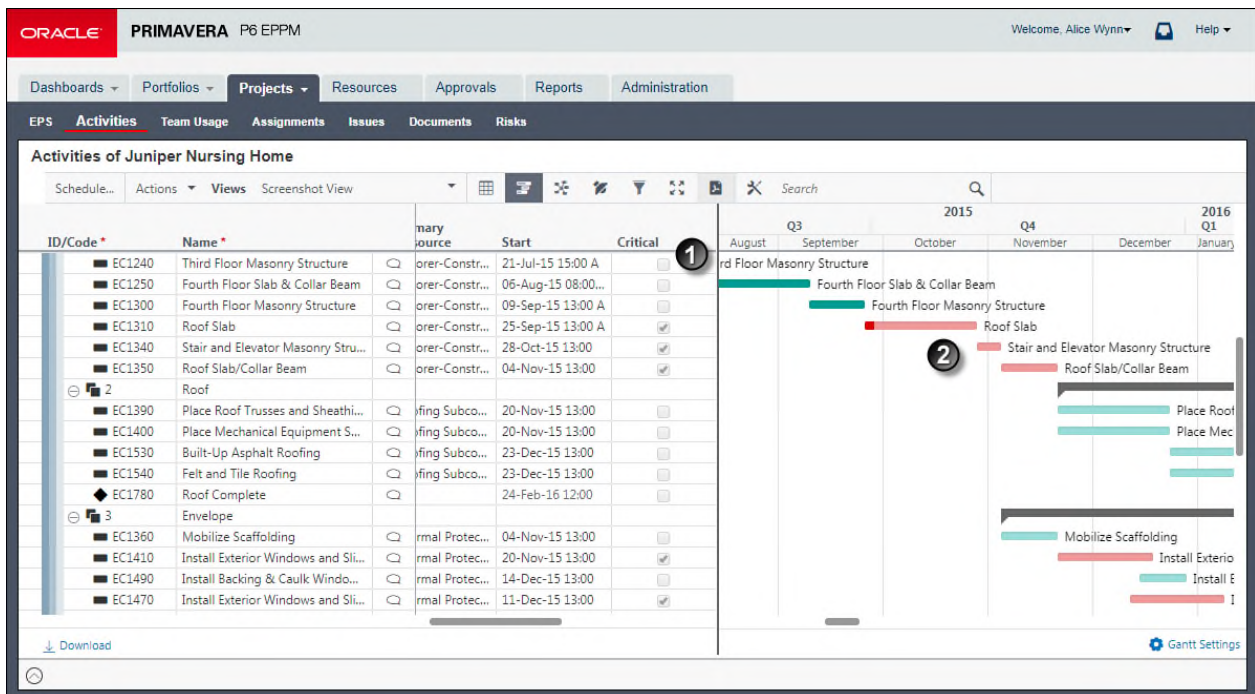 ORACLE PRIMAVERA P6 EPPM Welcome, Alice Wynn Help
Dashboards Portfolios Projects Resources Approvals Reports Administration
EPS Activities Team Usage Assignments Issues Documents Risks
Activities of Juniper Nursing Home
Schedule... Actions Views Screenshot View Search
2015 2016
Q3 Q4 Q1
ID/Code * Name * mary source Start Critical 1 August September October November December January
EC1240 Third Floor Masonry Structure orer-Constr... 21-Jul-15 15:00 A rd Floor Masonry Structure
EC1250 Fourth Floor Slab & Collar Beam orer-Constr... 06-Aug-15 08:00... Fourth Floor Slab & Collar Beam
EC1300 Fourth Floor Masonry Structure orer-Constr... 09-Sep-15 13:00 A Fourth Floor Masonry Structure
EC1310 Roof Slab orer-Constr... 25-Sep-15 13:00 A Roof Slab
EC1340 Stair and Elevator Masonry Stru... orer-Constr... 28-Oct-15 13:00 2 Stair and Elevator Masonry Structure
EC1350 Roof Slab/Collar Beam orer-Constr... 04-Nov-15 13:00 Roof Slab/Collar Beam
2 Roof
EC1390 Place Roof Trusses and Sheathi... ofing Subco... 20-Nov-15 13:00 Place Roof
EC1400 Place Mechanical Equipment S... ofing Subco... 20-Nov-15 13:00 Place Mec
EC1530 Built-Up Asphalt Roofing ofing Subco... 23-Dec-15 13:00
EC1540 Felt and Tile Roofing ofing Subco... 23-Dec-15 13:00
EC1780 Roof Complete 24-Feb-16 12:00
3 Envelope
EC1360 Mobilize Scaffolding rmal Protec... 04-Nov-15 13:00 Mobilize Scaffolding
EC1410 Install Exterior Windows and Sli... rmal Protec... 20-Nov-15 13:00 Install Exterio
EC1490 Install Backing & Caulk Windo... rmal Protec... 14-Dec-15 13:00 Install E
EC1470 Install Exterior Windows and Sli... rmal Protec... 11-Dec-15 13:00 I
Download Gantt Settings